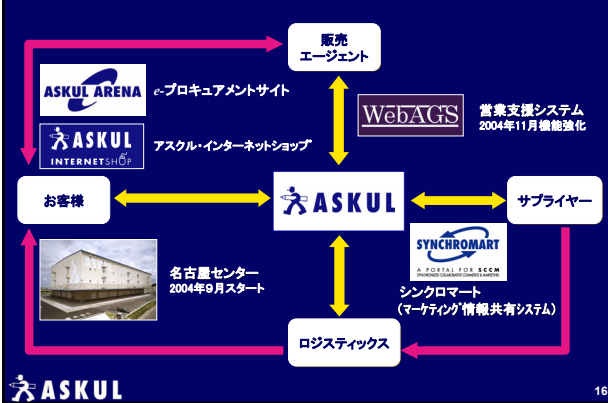 販売
エージェント
ASKUL ARENA
e-プロキュアメントサイト
WebAGS
営業支援システム
2004年11月機能強化
ASKUL
INTERNETSHOP
アスクル・インターネットショップ
お客様
ASKUL
サプライヤー
SYNCHROMART
A PORTAL FOR SCCM
SYNCHRONIZED COLLABORATIVE COMMERCE & MARKETING
名古屋センター
2004年9月スタート
シンクロマート
(マーケティング情報共有システム)
ロジスティックス
ASKUL
16